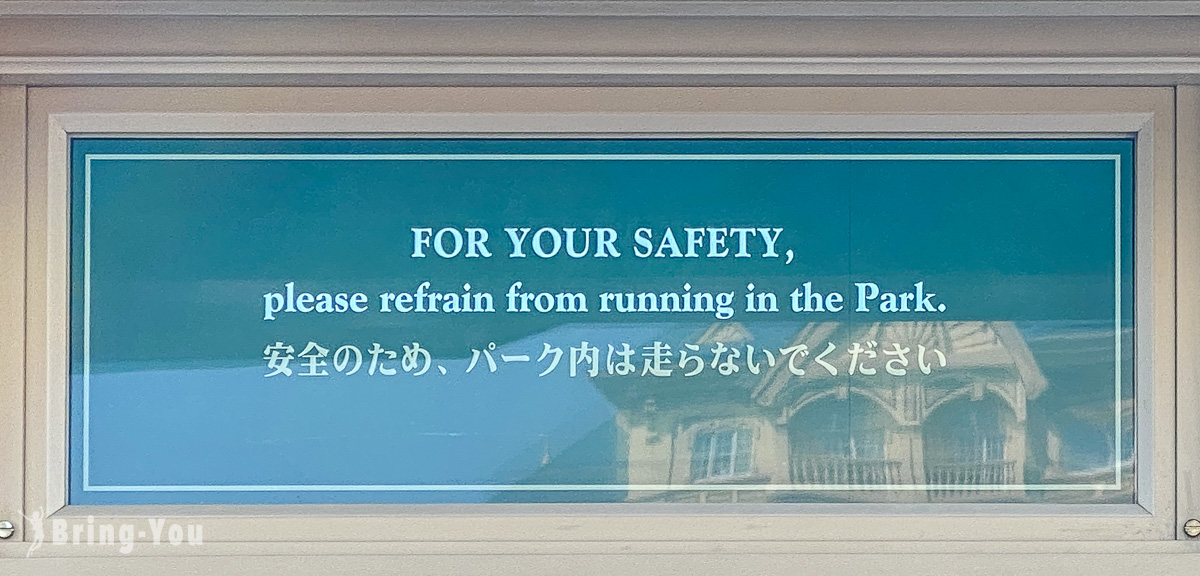 FOR YOUR SAFETY,
please refrain from running in the Park.
安全のため、パーク内は走らないでください
Bring-You